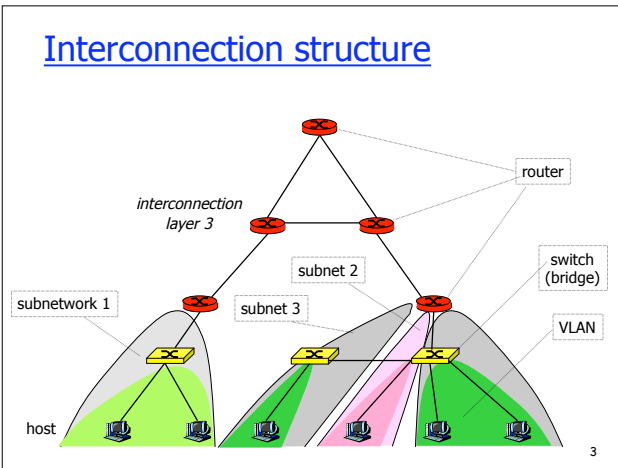 Interconnection structure
router
interconnection
layer 3
switch
(bridge)
subnet 2
subnetwork 1
subnet 3
VLAN
host
3